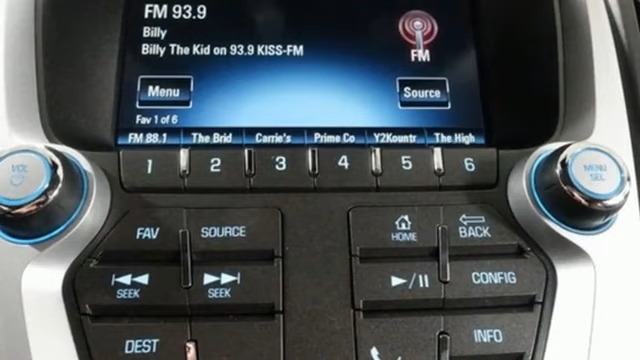 FM 93.9
Billy
Billy The Kid on 93.9 KISS-FM
FM
Menu
Source
Fav 1 of 6
FM 88.1 The Brid Carrie's Prime Co Y2Kountr The High
1 2 3 4 5 6
VOL
MENU
SEL
FAV SOURCE
HOME BACK
SEEK SEEK
CONFIG
DEST
INFO